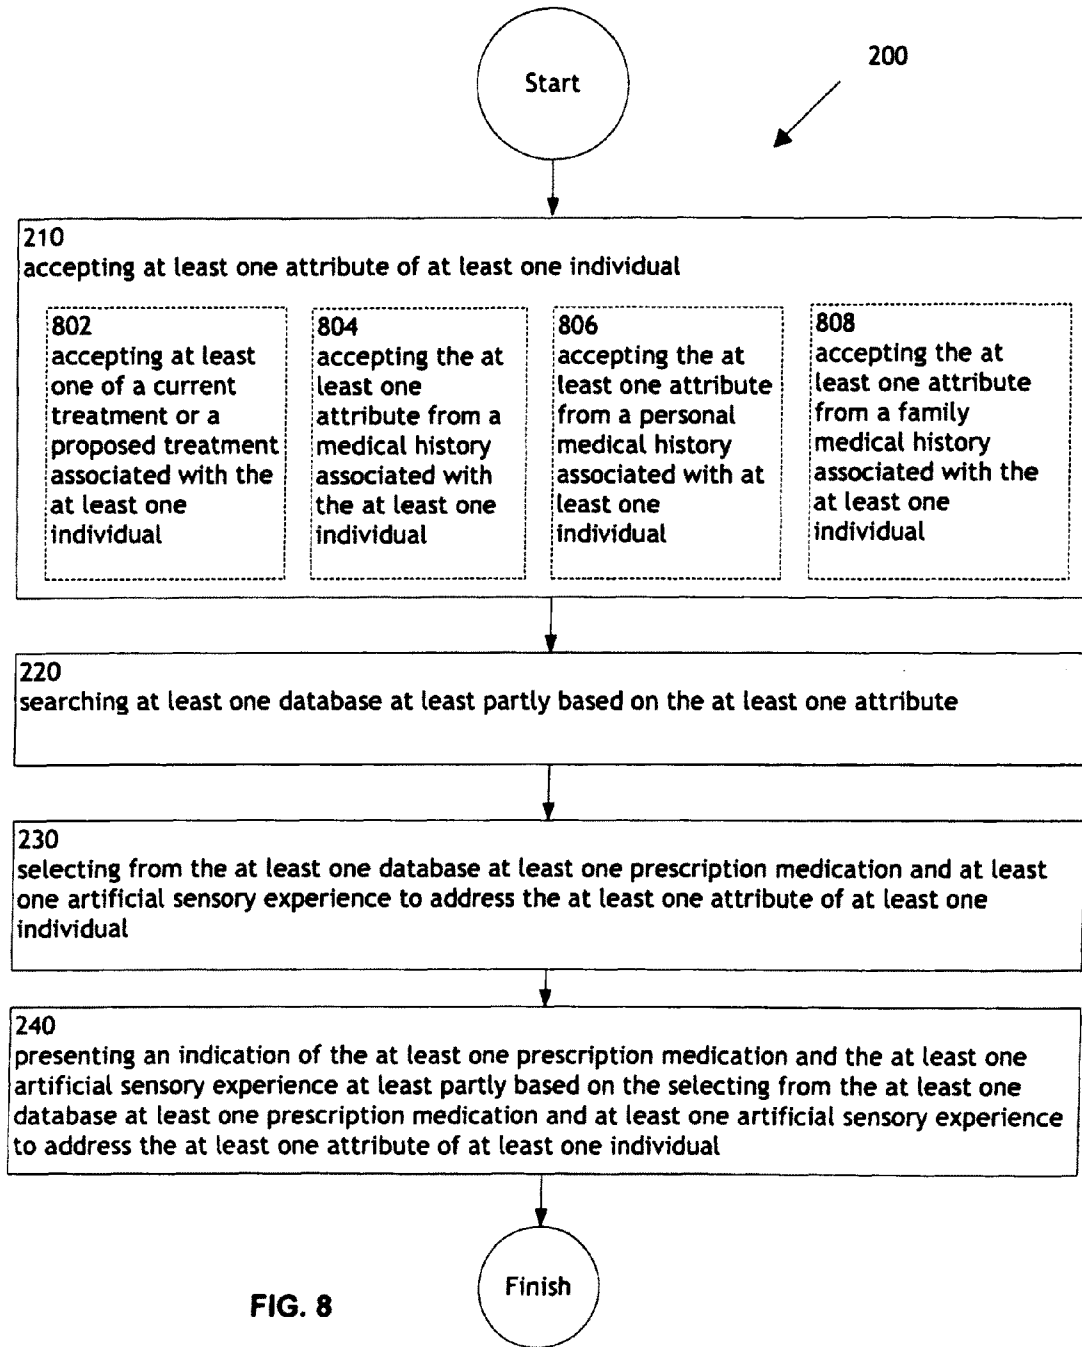 Start
200
210
accepting at least one attribute of at least one individual
802
accepting at least
one of a current
treatment or a
proposed treatment
associated with the
at least one
individual
804
accepting the at
least one
attribute from a
medical history
associated with
the at least one
individual
806
accepting the at
least one attribute
from a personal
medical history
associated with at
least one
individual
808
accepting the at
least one attribute
from a family
medical history
associated with the
at least one
individual
220
searching at least one database at least partly based on the at least one attribute
230
selecting from the at least one database at least one prescription medication and at least
one artificial sensory experience to address the at least one attribute of at least one
individual
240
presenting an indication of the at least one prescription medication and the at least one
artificial sensory experience at least partly based on the selecting from the at least one
database at least one prescription medication and at least one artificial sensory experience
to address the at least one attribute of at least one individual
Finish
FIG. 8